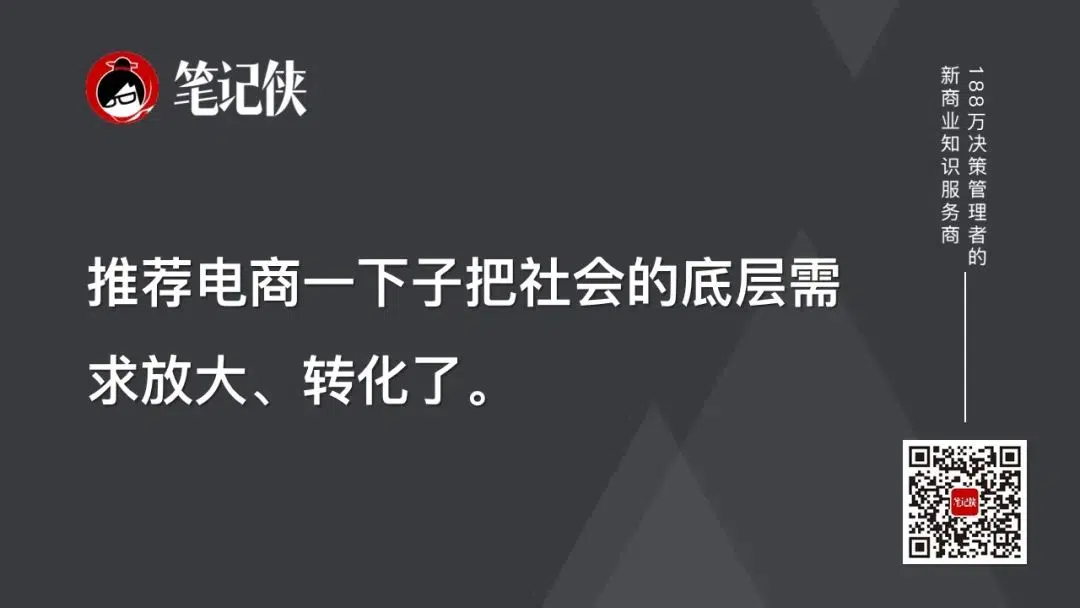 笔记侠
188万决策管理者的
新商业知识服务商
推荐电商一下子把社会的底层需
求放大、转化了。
笔记侠